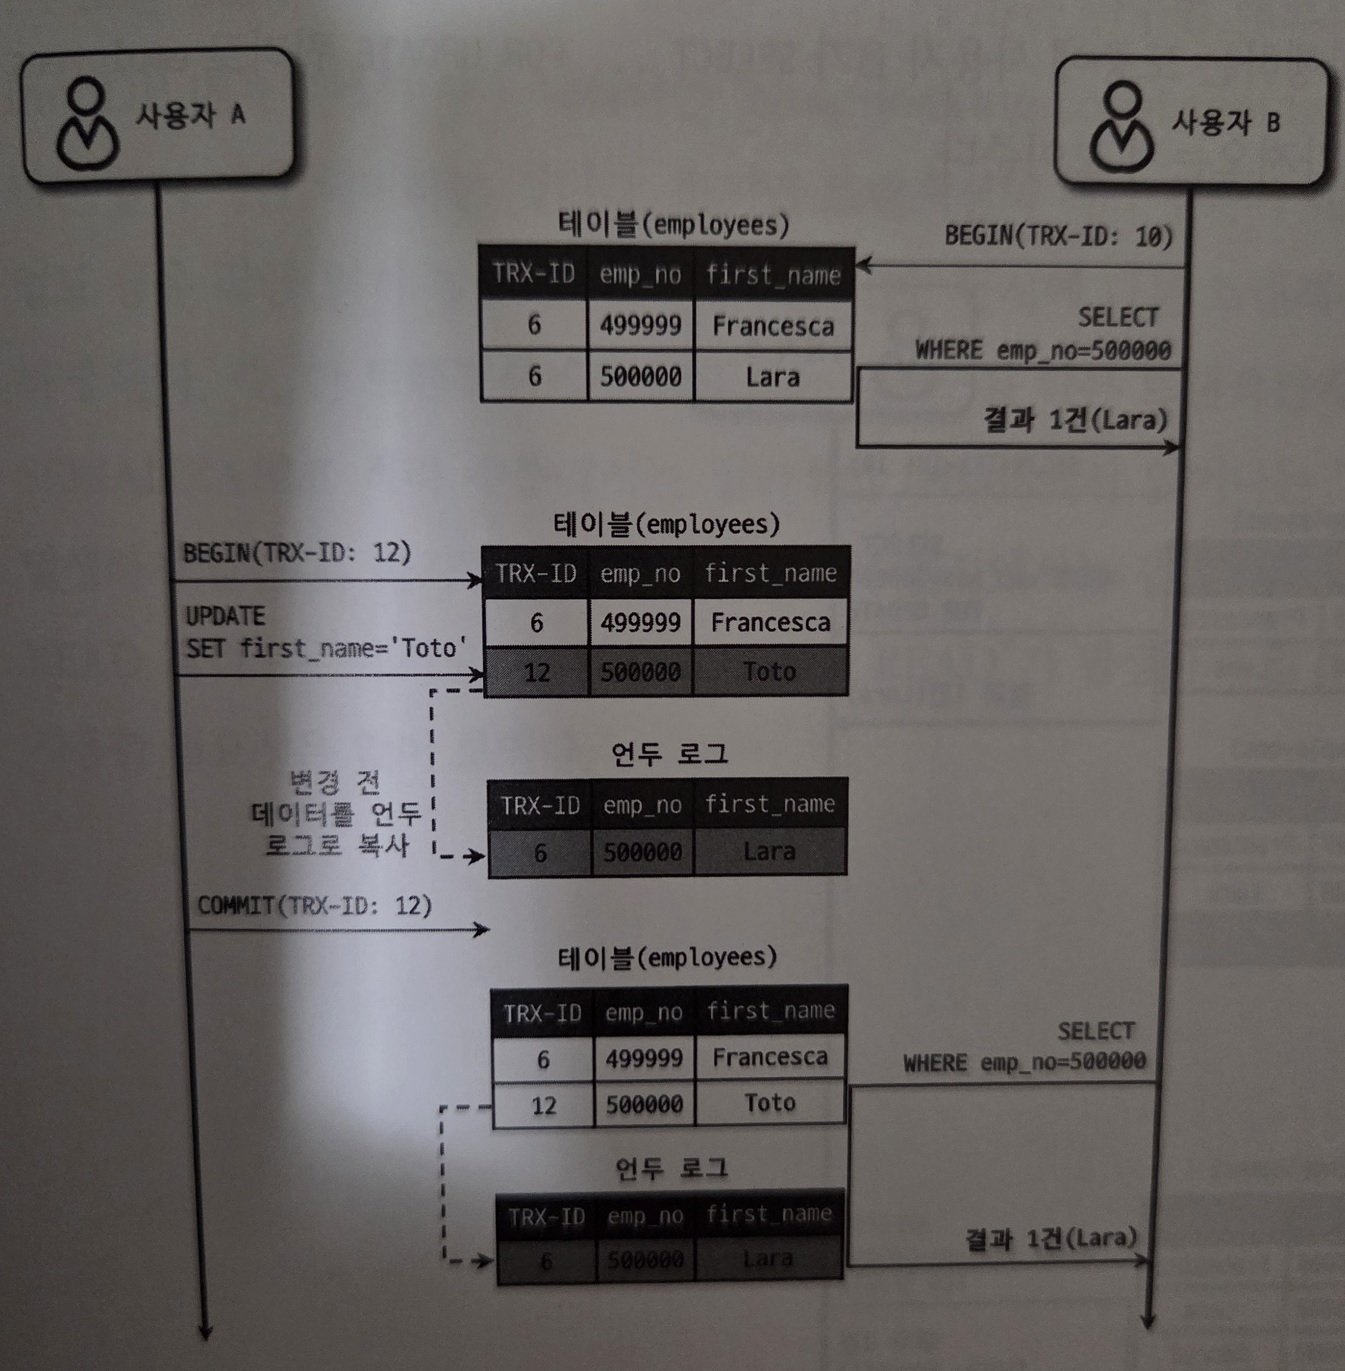 사용자 A
사용자 B
테이블(employees)
BEGIN(TRX-ID: 10)
TRX-ID emp_no first_name
6 499999 Francesca
6 500000 Lara
SELECT
WHERE emp_no=500000
결과 1건(Lara)
테이블(employees)
BEGIN(TRX-ID: 12)
TRX-ID emp_no first_name
UPDATE
SET first_name='Toto'
6 499999 Francesca
12 500000 Toto
언두 로그
변경 전
데이터를 언두
로그로 복사
TRX-ID emp_no first_name
6 500000 Lara
COMMIT(TRX-ID: 12)
테이블(employees)
TRX-ID emp_no first_name
6 499999 Francesca
12 500000 Toto
SELECT
WHERE emp_no=500000
언두 로그
TRX-ID emp_no first_name
6 500000 Lara
결과 1건(Lara)